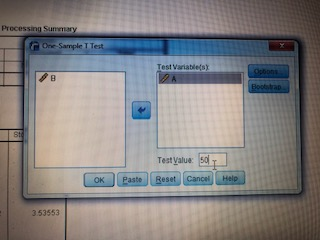 Processing Summary
One-Sample T Test
Test Variable(s):
B
A
Options...
Bootstrap...
Test Value: 50
OK Paste Reset Cancel Help
3.53553